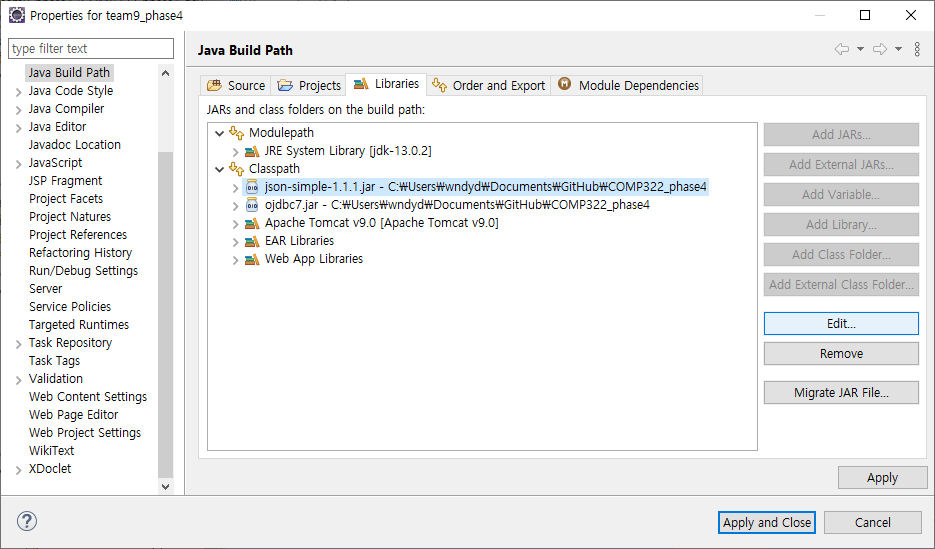 Properties for team9_phase4
type filter text
Java Build Path
Java Code Style
Java Compiler
Java Editor
Javadoc Location
JavaScript
JSP Fragment
Project Facets
Project Natures
Project References
Refactoring History
Run/Debug Settings
Server
Service Policies
Targeted Runtimes
Task Repository
Task Tags
Validation
Web Content Settings
Web Page Editor
Web Project Settings
WikiText
XDoclet
Java Build Path
Source Projects Libraries Order and Export Module Dependencies
JARs and class folders on the build path:
Modulepath
JRE System Library [jdk-13.0.2]
Classpath
json-simple-1.1.1.jar - C:₩Users₩wndyd₩Documents₩GitHub₩COMP322_phase4
ojdbc7.jar - C:₩Users₩wndyd₩Documents₩GitHub₩COMP322_phase4
Apache Tomcat v9.0 [Apache Tomcat v9.0]
EAR Libraries
Web App Libraries
Add JARs...
Add External JARs...
Add Variable...
Add Library...
Add Class Folder...
Add External Class Folder...
Edit...
Remove
Migrate JAR File...
Apply
Apply and Close
Cancel